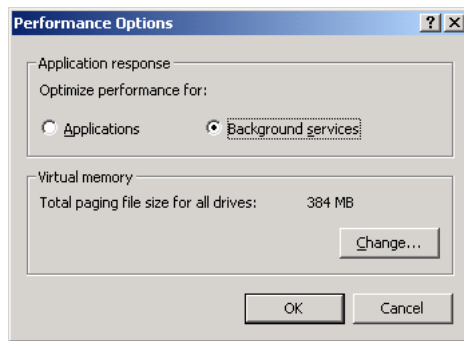 Performance Options
Application response
Optimize performance for:
Applications Background services
Virtual memory
Total paging file size for all drives: 384 MB
Change...
OK Cancel